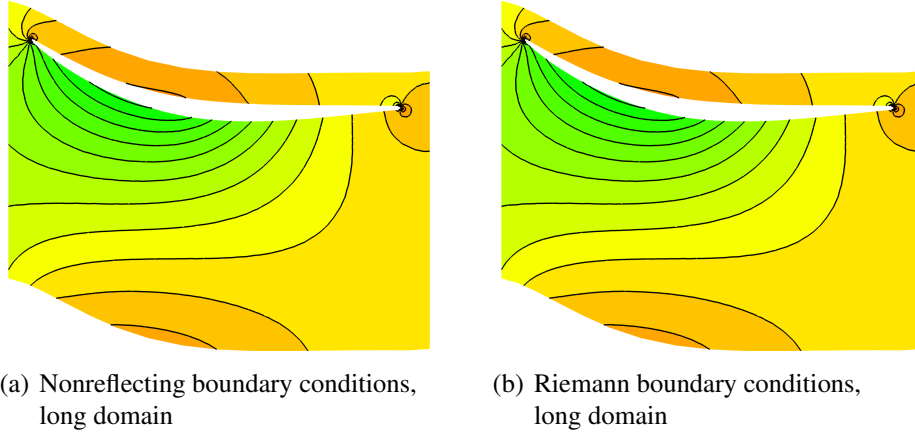 (a) Nonreflecting boundary conditions,
long domain
(b) Riemann boundary conditions,
long domain